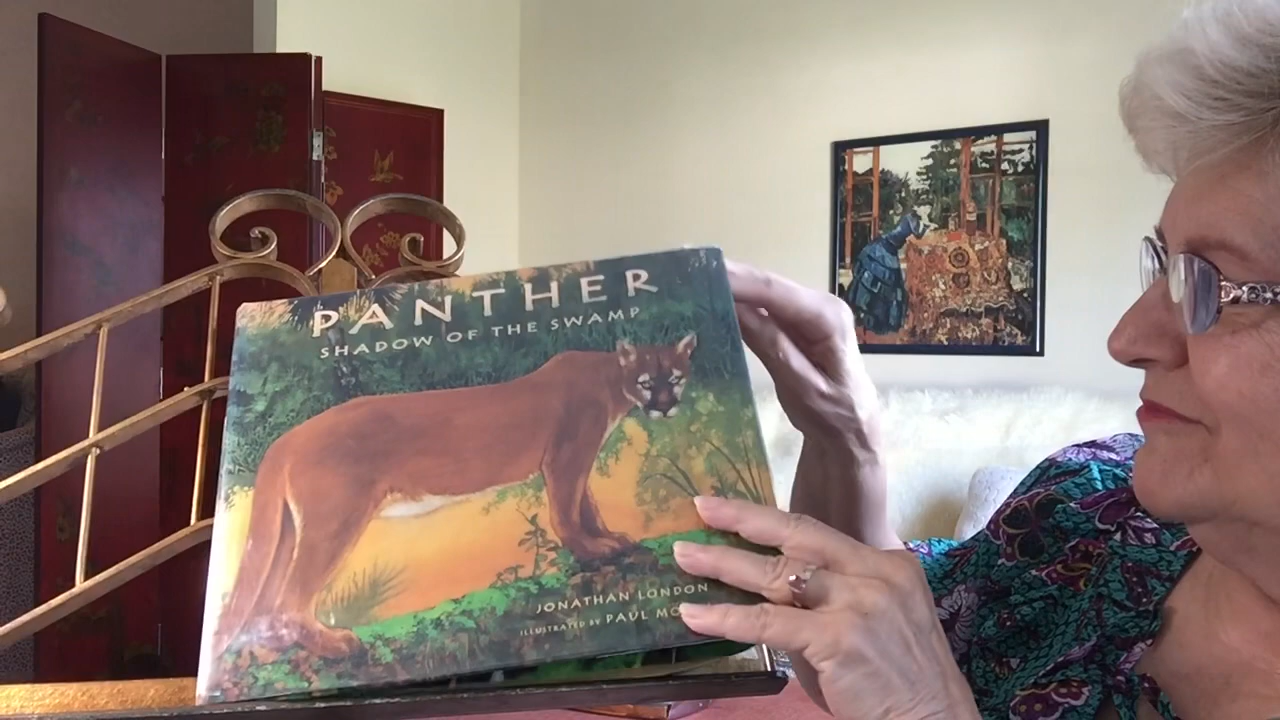 PANTHER
SHADOW OF THE SWAMP
JONATHAN LONDON
ILLUSTRATED BY PAUL